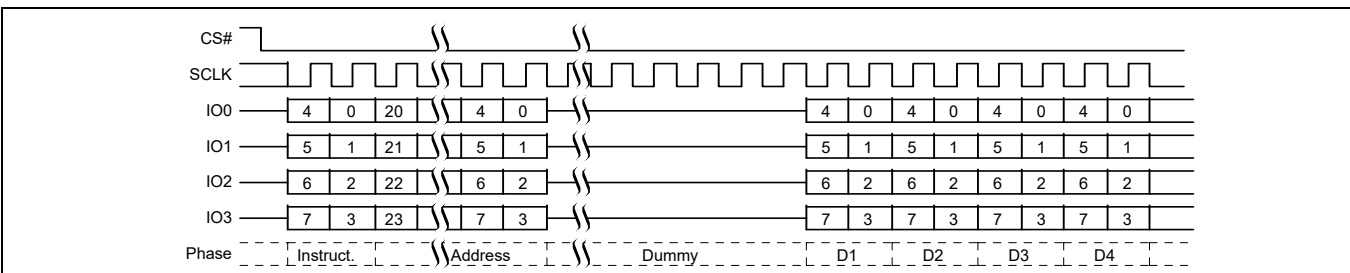 CS#
SCLK
IO0 4 0 20 4 0 4 0 4 0 4 0 4 0
IO1 5 1 21 5 1 5 1 5 1 5 1 5 1
IO2 6 2 22 6 2 6 2 6 2 6 2 6 2
IO3 7 3 23 7 3 7 3 7 3 7 3 7 3
Phase Instruct. Address Dummy D1 D2 D3 D4